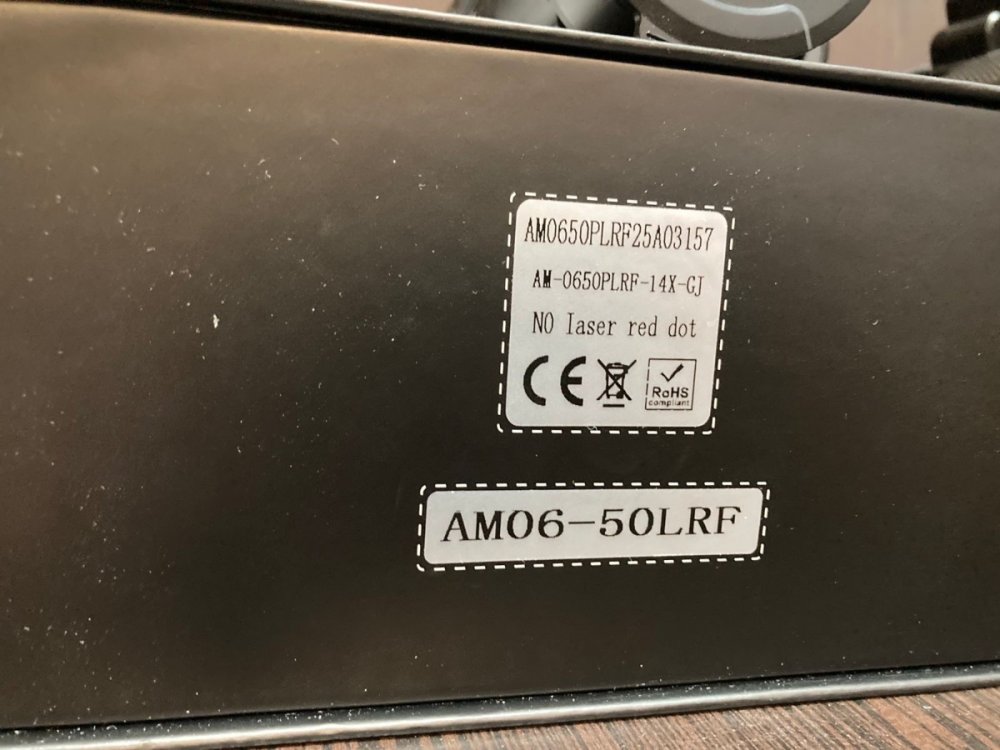 AM0650PLRF25A03157
AM-0650PLRF-14X-GJ
NO laser red dot
CE
RoHS
compliant
AM06-50LRF